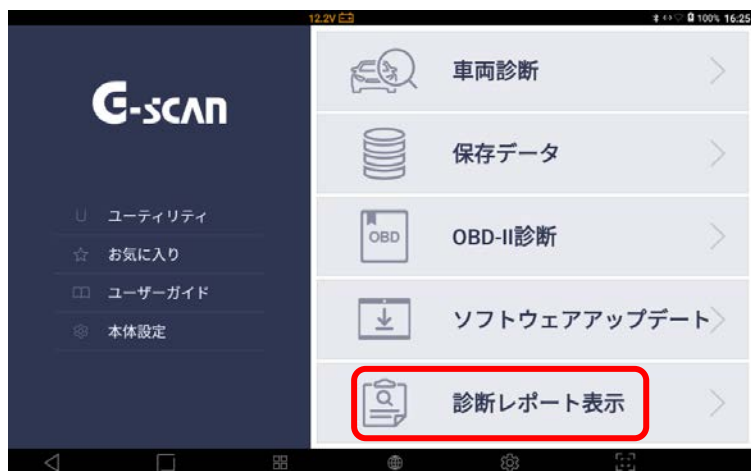 12.2V
100% 16:25
G-scan
ユーティリティ
お気に入り
ユーザーガイド
本体設定
車両診断
保存データ
OBD
OBD-II診断
ソフトウェアアップデート
診断レポート表示